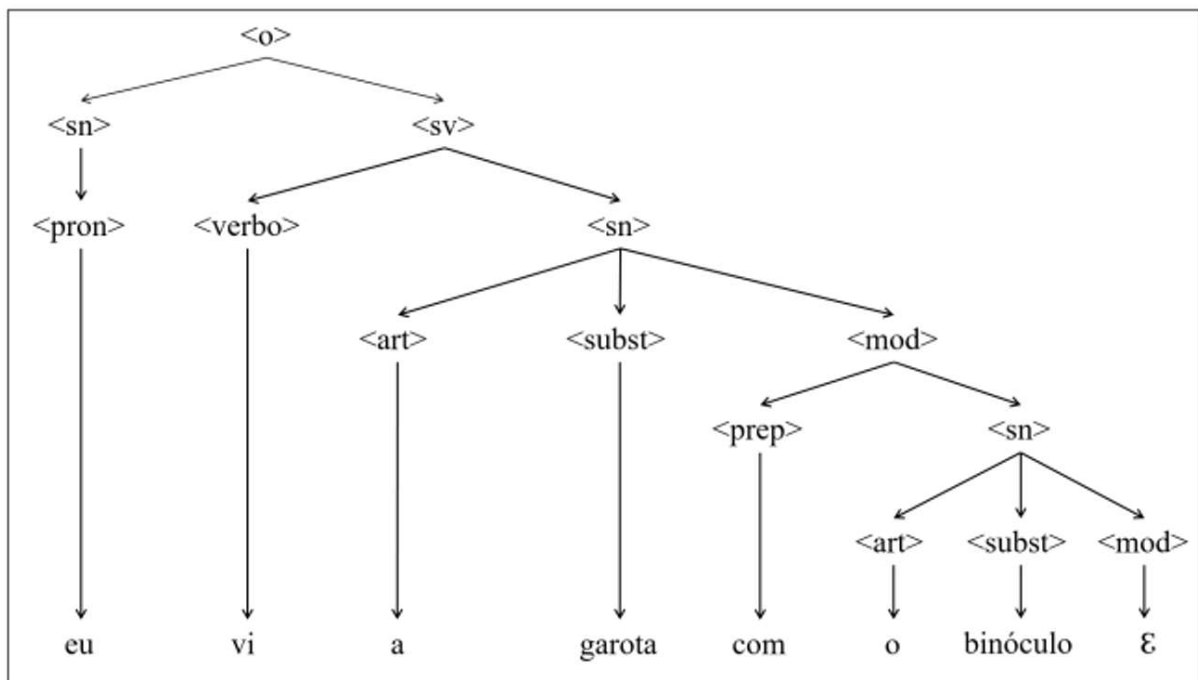 <o>
<sn> <sv>
<pron> <verbo> <sn>
<art> <subst> <mod>
<prep> <sn>
<art> <subst> <mod>
eu vi a garota com o binóculo ε